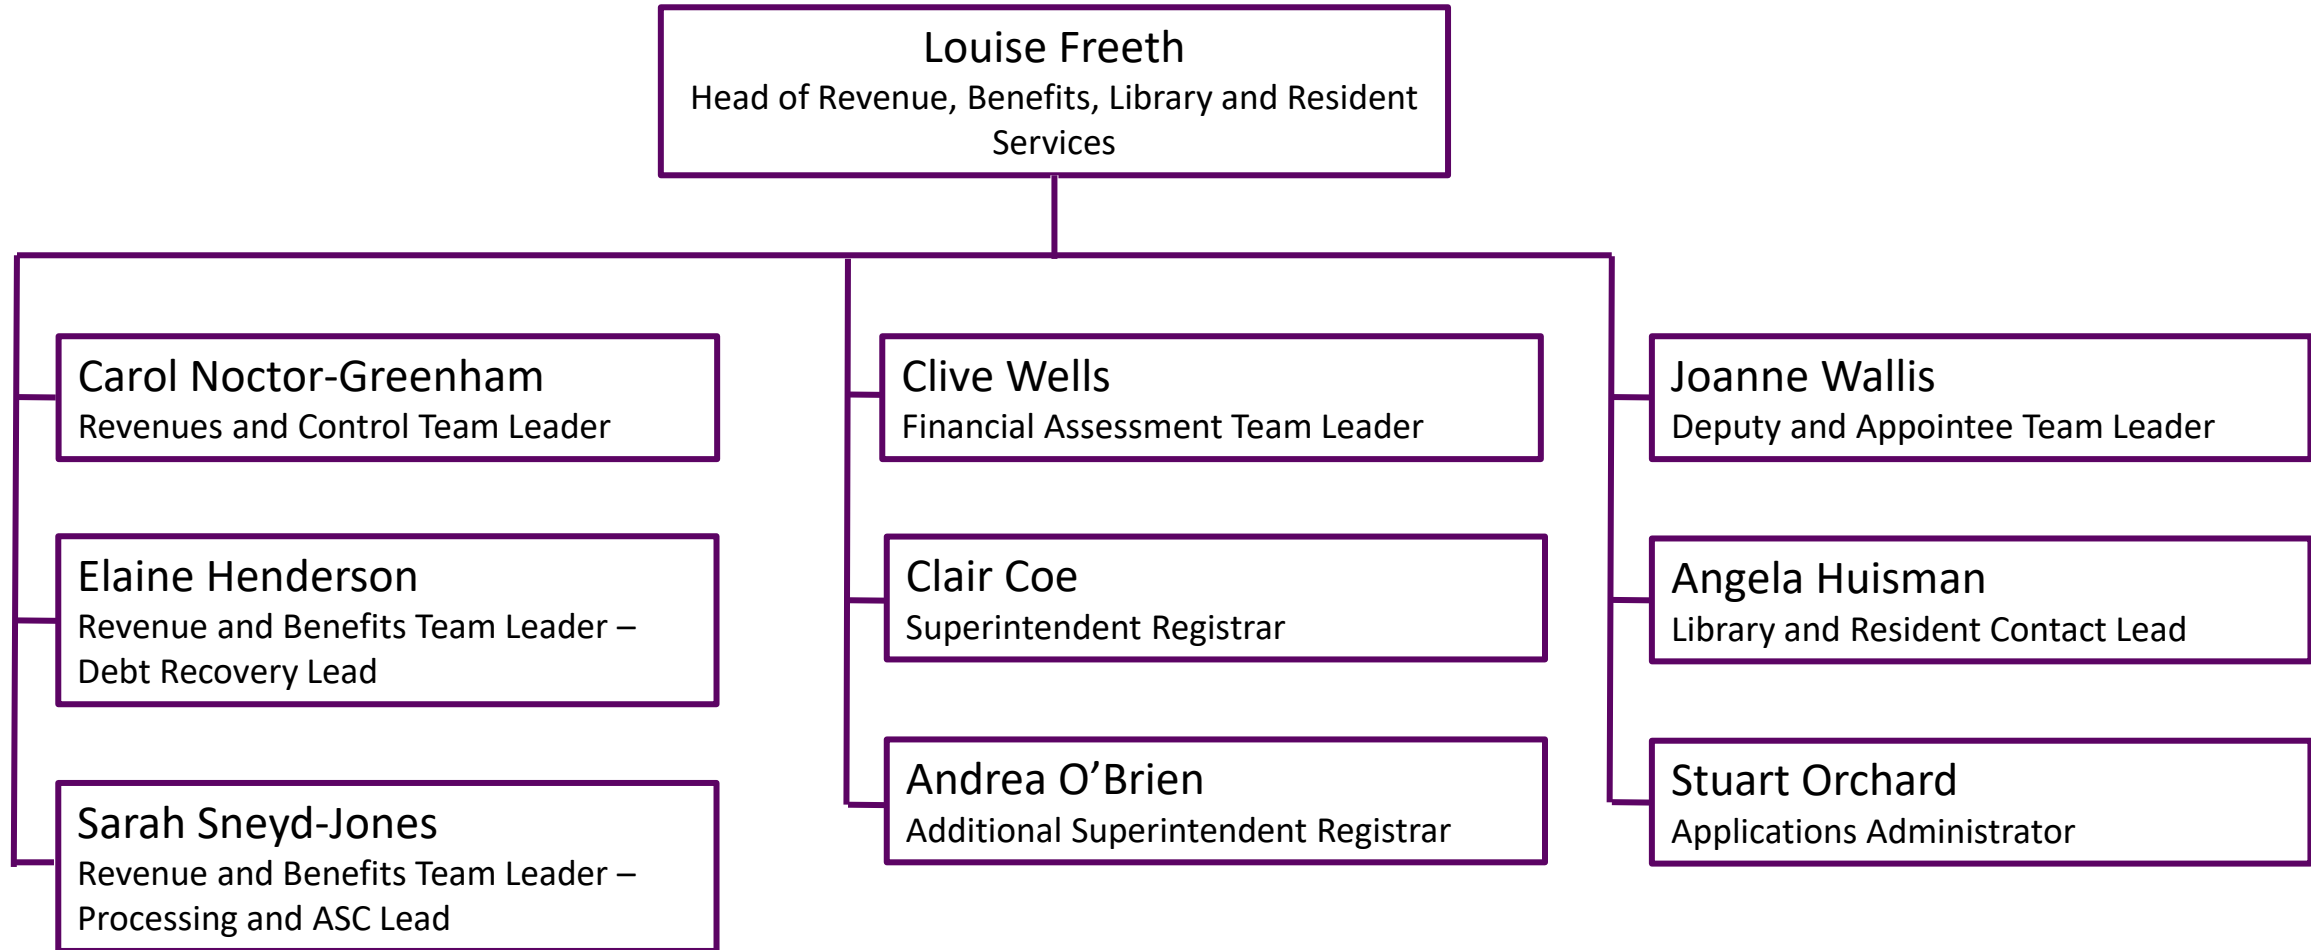 Louise Freeth
Head of Revenue, Benefits, Library and Resident
Services
Carol Noctor-Greenham
Revenues and Control Team Leader
Elaine Henderson
Revenue and Benefits Team Leader –
Debt Recovery Lead
Sarah Sneyd-Jones
Revenue and Benefits Team Leader –
Processing and ASC Lead
Clive Wells
Financial Assessment Team Leader
Clair Coe
Superintendent Registrar
Andrea O’Brien
Additional Superintendent Registrar
Joanne Wallis
Deputy and Appointee Team Leader
Angela Huisman
Library and Resident Contact Lead
Stuart Orchard
Applications Administrator